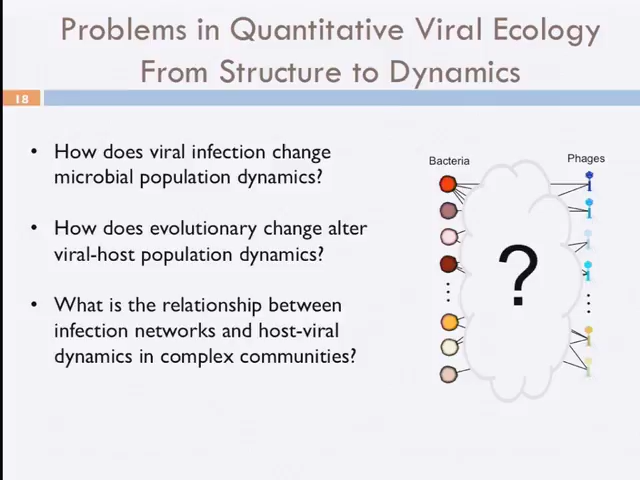 Problems in Quantitative Viral Ecology
From Structure to Dynamics
18
• How does viral infection change
microbial population dynamics?
• How does evolutionary change alter
viral-host population dynamics?
• What is the relationship between
infection networks and host-viral
dynamics in complex communities?
Bacteria
Phages
?